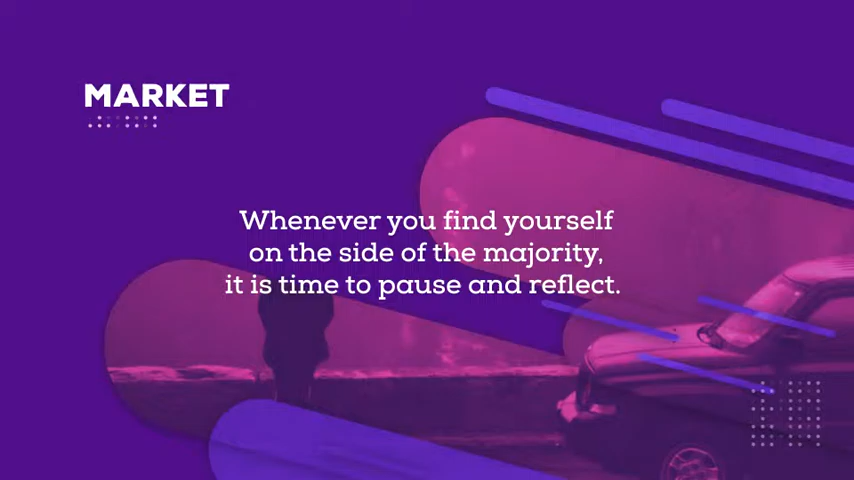 MARKET
Whenever you find yourself
on the side of the majority,
it is time to pause and reflect.